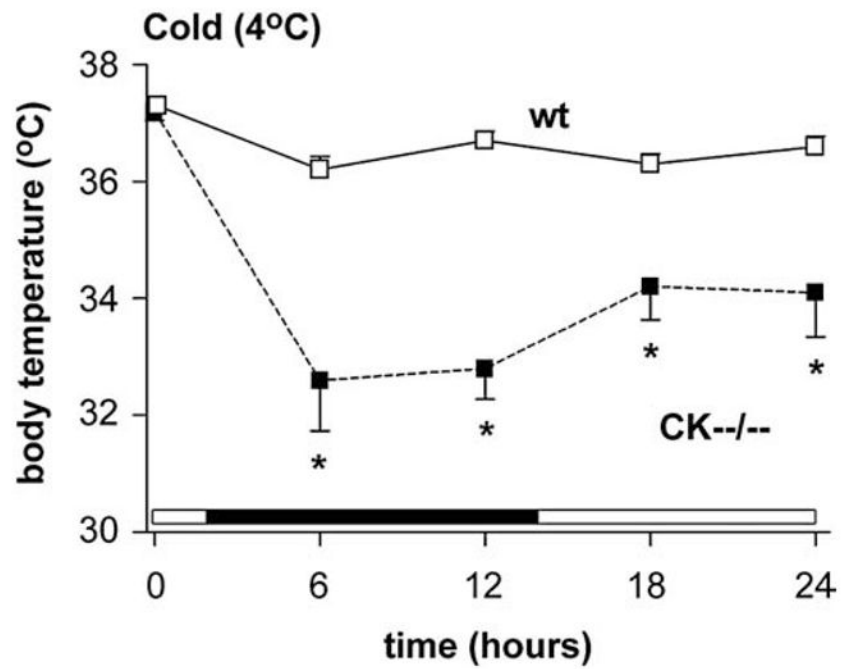 Cold (4ºC)
38
36
34
32
30
body temperature (ºC)
wt
*
*
*
*
CK--/--
0 6 12 18 24
time (hours)